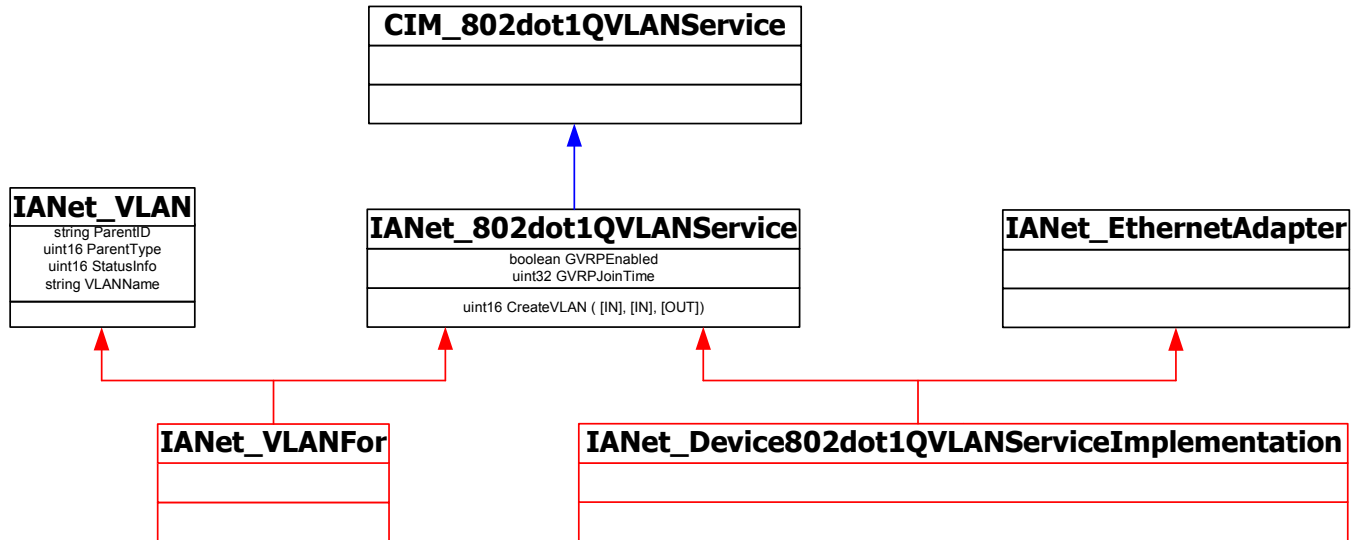 CIM_802dot1QVLANService
IANet_VLAN
string ParentID
uint16 ParentType
uint16 StatusInfo
string VLANName
IANet_802dot1QVLANService
boolean GVRPEnabled
uint32 GVRPJoinTime
uint16 CreateVLAN ( [IN], [IN], [OUT])
IANet_EthernetAdapter
IANet_VLANFor
IANet_Device802dot1QVLANServiceImplementation